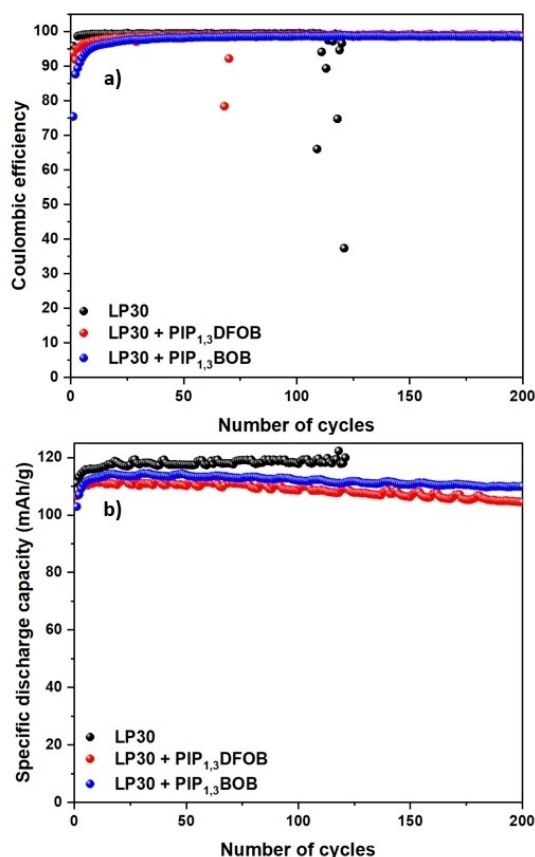 100
90
80
70
60
50
40
30
20
10
0
Coulombic efficiency
a)
LP30
LP30 + PIP1,3DFOB
LP30 + PIP1,3BOB
0 50 100 150 200
Number of cycles
120
100
80
60
40
20
0
Specific discharge capacity (mAh/g)
b)
LP30
LP30 + PIP1,3DFOB
LP30 + PIP1,3BOB
0 50 100 150 200
Number of cycles